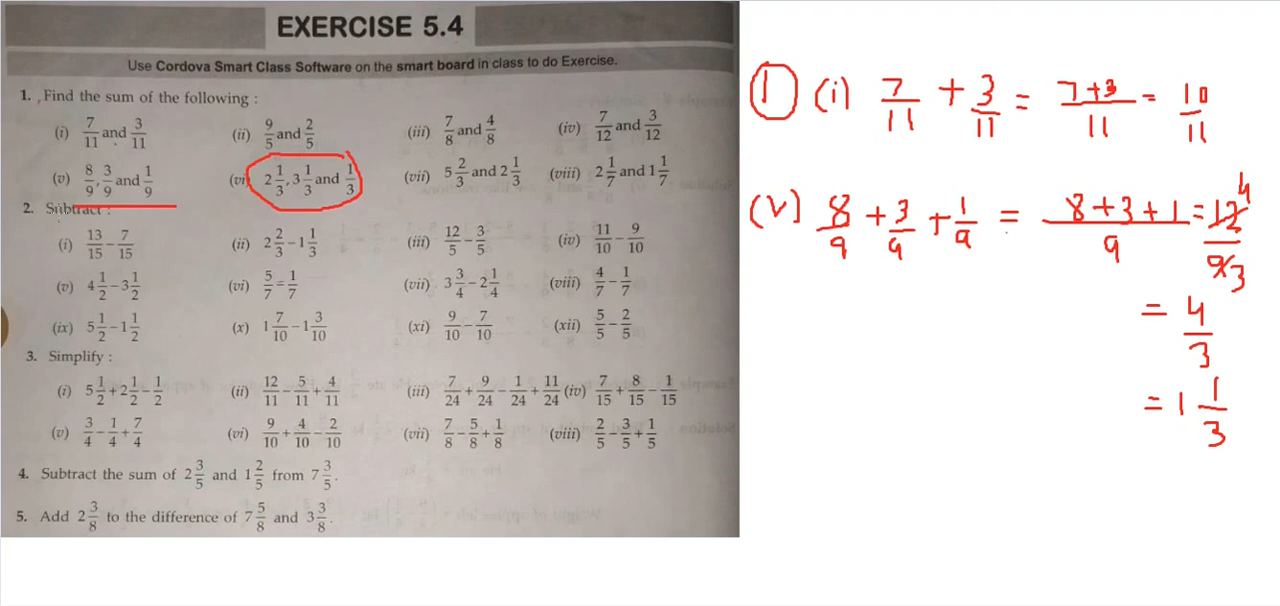 EXERCISE 5.4
Use Cordova Smart Class Software on the smart board in class to do Exercise.
1. Find the sum of the following :
(i) 7/11 and 3/11 (ii) 9/5 and 2/5 (iii) 7/8 and 4/8 (iv) 7/12 and 3/12
(v) 8/9, 3/9 and 1/9 (vi) 2 1/3, 3 1/3 and 1/3 (vii) 5 2/3 and 2 1/3 (viii) 2 1/7 and 1 1/7
2. Subtract :
(i) 13/15 − 7/15 (ii) 2 2/3 − 1 1/3 (iii) 12/5 − 3/5 (iv) 11/10 − 9/10
(v) 4 1/2 − 3 1/2 (vi) 5/7 = 1/7 (vii) 3 3/4 − 2 1/4 (viii) 4/7 − 1/7
(ix) 5 1/2 − 1 1/2 (x) 1 7/10 − 1 3/10 (xi) 9/10 − 7/10 (xii) 5/5 − 2/5
3. Simplify :
(i) 5 1/2 + 2 1/2 − 1/2 (ii) 12/11 − 5/11 + 4/11 (iii) 7/24 + 9/24 − 1/24 + 11/24 (iv) 7/15 + 8/15 − 1/15
(v) 3/4 − 1/4 + 7/4 (vi) 9/10 + 4/10 − 2/10 (vii) 7/8 − 5/8 + 1/8 (viii) 2/5 − 3/5 + 1/5
4. Subtract the sum of 2 3/5 and 1 2/5 from 7 3/5.
5. Add 2 3/8 to the difference of 7 5/8 and 3 3/8.
1 (i) 7/11 + 3/11 = 7+3/11 = 10/11
(V) 8/9 + 3/9 + 1/9 = 8+3+1/9 = 12/9 4 3
= 4/3
= 1 1/3